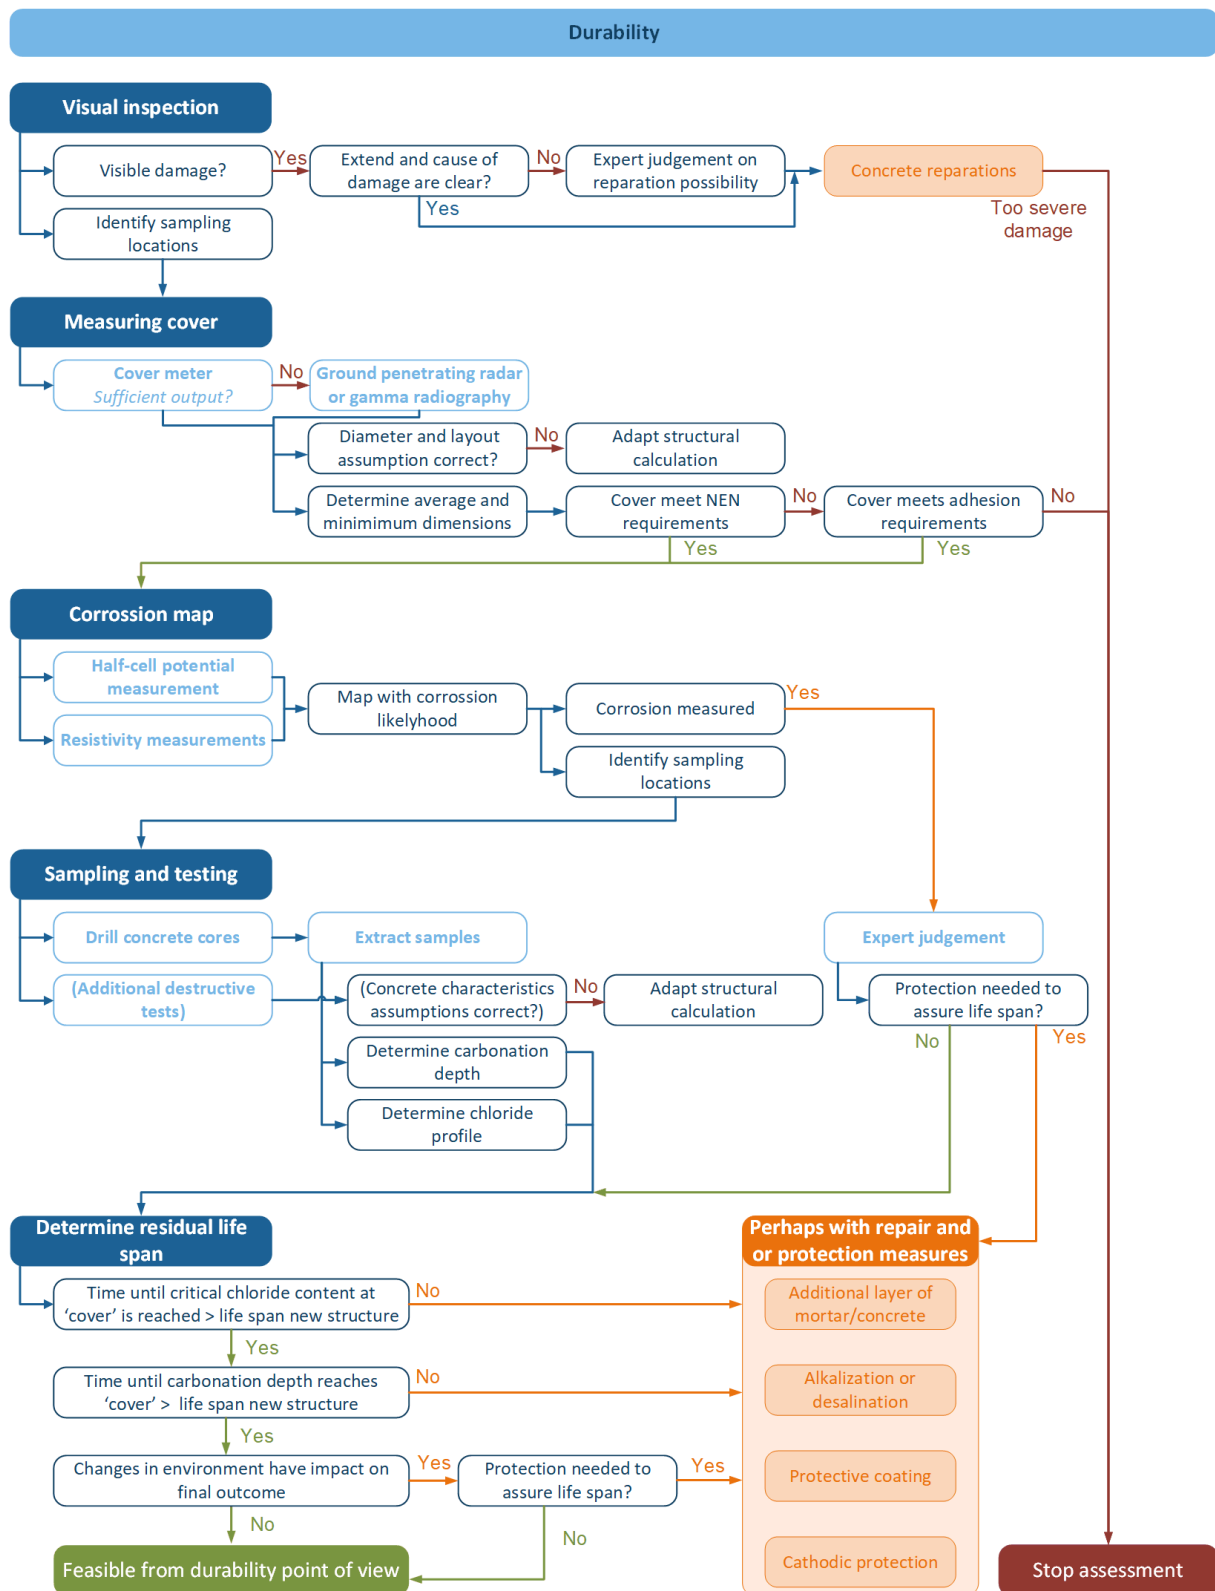 Durability
Visual inspection
Visible damage?
Yes
Extend and cause of
damage are clear?
No
Expert judgement on
reparation possibility
Concrete reparations
Yes
Too severe
damage
Identify sampling
locations
Measuring cover
Cover meter
Sufficient output?
No
Ground penetrating radar
or gamma radiography
Diameter and layout
assumption correct?
No
Adapt structural
calculation
Determine average and
minimimum dimensions
Cover meet NEN
requirements
No
Cover meets adhesion
requirements
No
Yes
Yes
Corrossion map
Half-cell potential
measurement
Resistivity measurements
Map with corrossion
likelyhood
Corrosion measured
Yes
Identify sampling
locations
Sampling and testing
Drill concrete cores
Extract samples
Expert judgement
(Additional destructive
tests)
(Concrete characteristics
assumptions correct?)
No
Adapt structural
calculation
Protection needed to
assure life span?
No
Yes
Determine carbonation
depth
Determine chloride
profile
Determine residual life
span
Perhaps with repair and
or protection measures
Time until critical chloride content at
‘cover’ is reached > life span new structure
No
Additional layer of
mortar/concrete
Yes
Time until carbonation depth reaches
‘cover’ > life span new structure
No
Alkalization or
desalination
Yes
Changes in environment have impact on
final outcome
Yes
Protection needed to
assure life span?
Yes
Protective coating
No
No
Feasible from durability point of view
Cathodic protection
Stop assessment